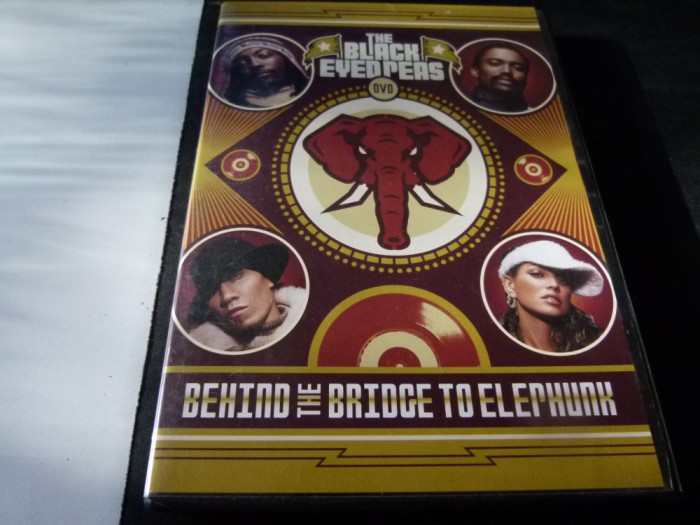 THE
BLACK
EYED PEAS
DVD
BEHIND THE BRIDGE TO ELEPHUNK